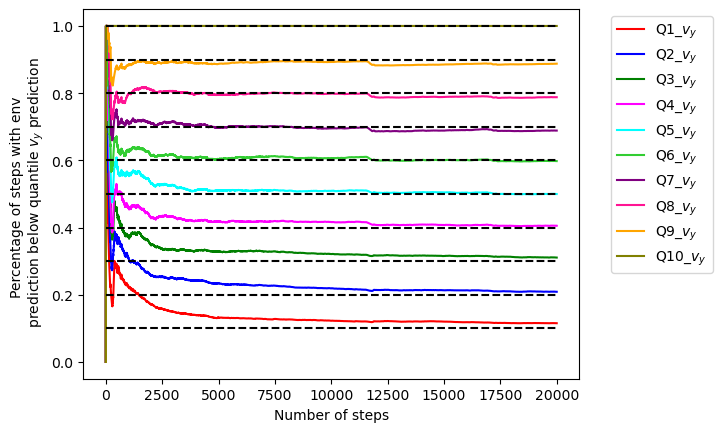 Percentage of steps with env
prediction below quantile v_y prediction
1.0
0.8
0.6
0.4
0.2
0.0
0 2500 5000 7500 10000 12500 15000 17500 20000
Number of steps
Q1_v_y
Q2_v_y
Q3_v_y
Q4_v_y
Q5_v_y
Q6_v_y
Q7_v_y
Q8_v_y
Q9_v_y
Q10_v_y